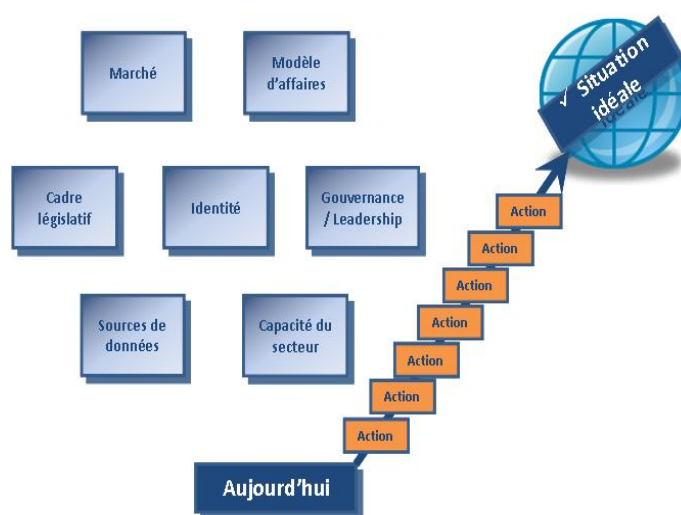 Marché
Modèle
d'affaires
✓ Situation
idéale
Cadre
législatif
Identité
Gouvernance
/ Leadership
Action
Action
Action
Sources de
données
Capacité du
secteur
Action
Action
Action
Action
Aujourd'hui